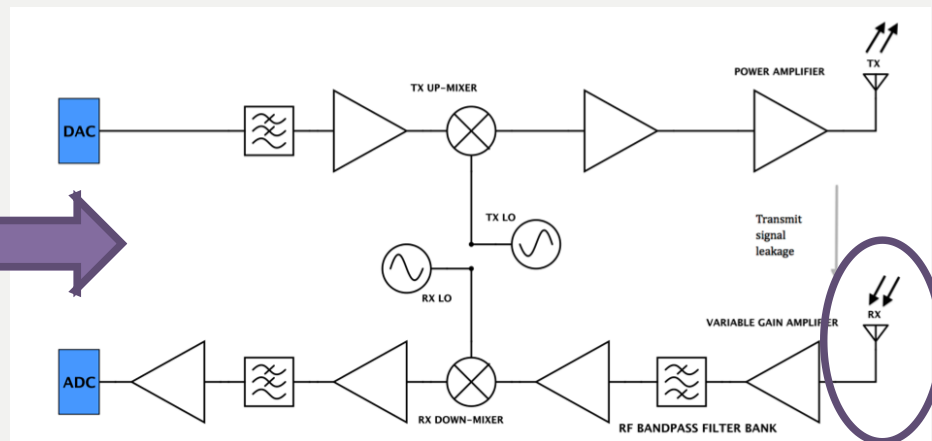 TX
POWER AMPLIFIER
TX UP-MIXER
DAC
TX LO
Transmit
signal
leakage
RX LO
RX
VARIABLE GAIN AMPLIFIER
ADC
RX DOWN-MIXER
RF BANDPASS FILTER BANK